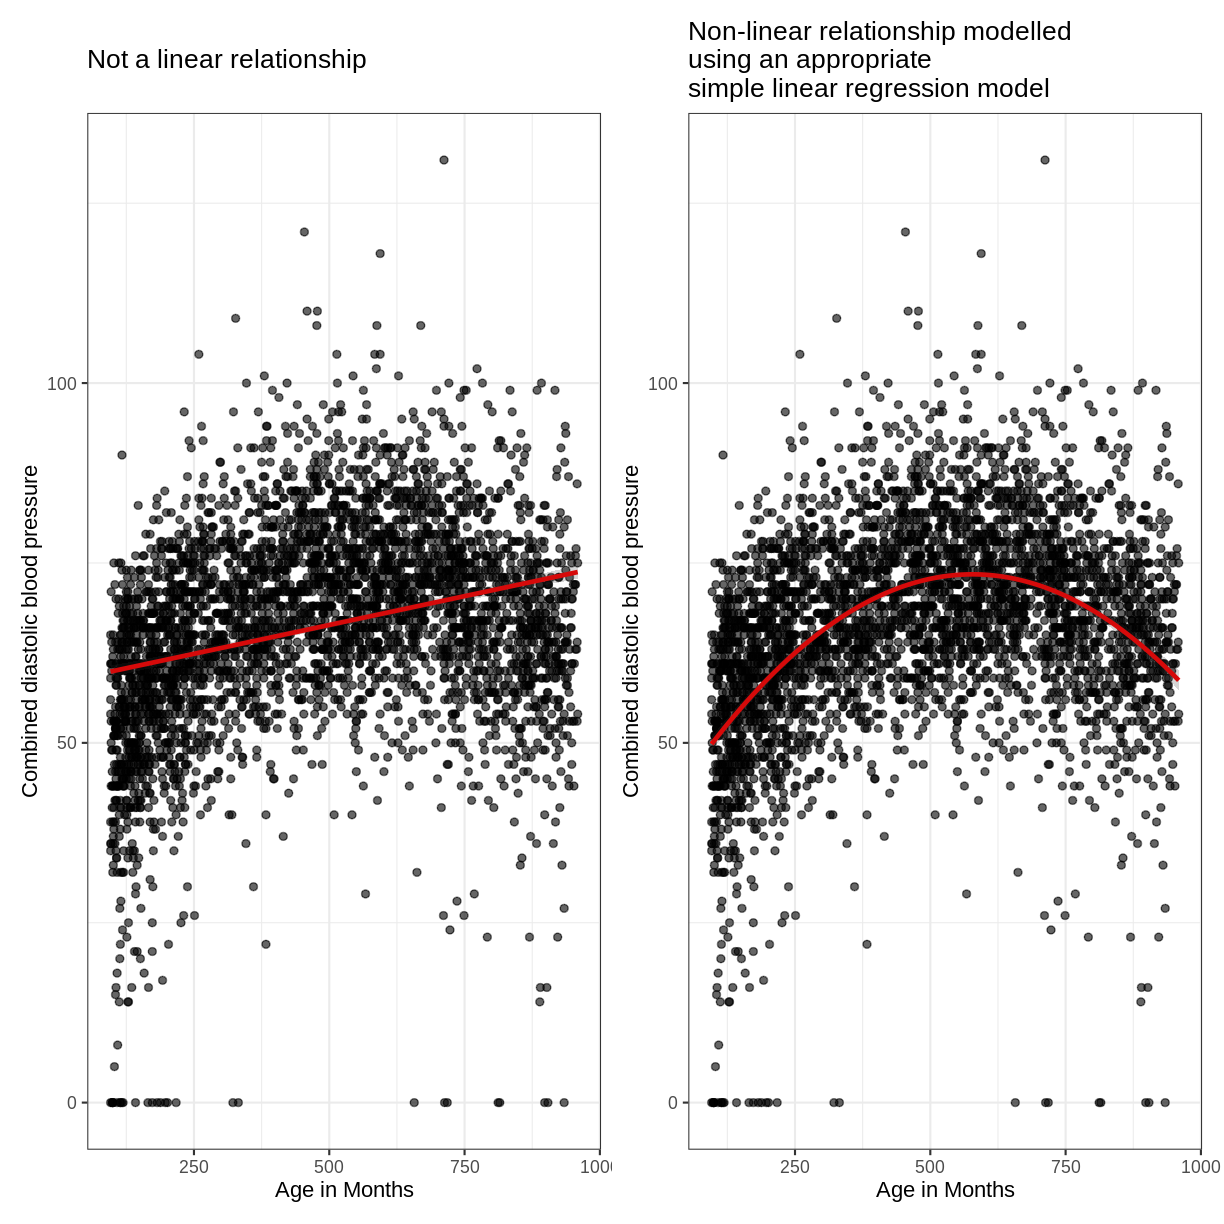 Not a linear relationship
Non-linear relationship modelled
using an appropriate
simple linear regression model
Combined diastolic blood pressure
100
50
0
250
500
750
100
Age in Months
Combined diastolic blood pressure
100
50
0
250
500
750
1000
Age in Months